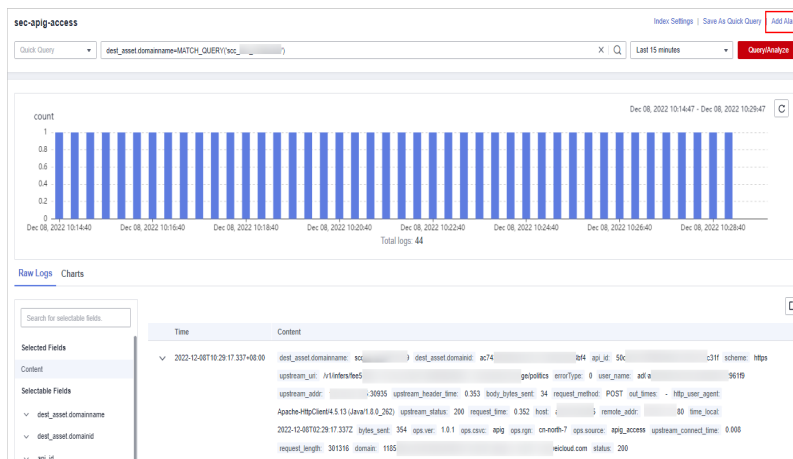 sec-apig-access
Index Settings | Save As Quick Query | Add Ala
Quick Query dest_asset.domainname=MATCH_QUERY('scc_ ') X Last 15 minutes Query/Analyze
Dec 08, 2022 10:14:47 - Dec 08, 2022 10:29:47
count
1
0.8
0.6
0.4
0.2
0
Dec 08, 2022 10:14:40 Dec 08, 2022 10:16:40 Dec 08, 2022 10:18:40 Dec 08, 2022 10:20:40 Dec 08, 2022 10:22:40 Dec 08, 2022 10:24:40 Dec 08, 2022 10:26:40 Dec 08, 2022 10:28:40
Total logs: 44
Raw Logs Charts
Search for selectable fields.
Time Content
Selected Fields
Content
Selectable Fields
dest_asset.domainname
dest_asset.domainid
api_id
2022-12-08T10:29:17.337+08:00 dest_asset.domainname: scc dest_asset.domainid: ac74 bf4 api_id: 50c c31f scheme: https
upstream_uri: /v1/infers/fee5 ge/politics errorType: 0 user_name: ad( a 961f9
upstream_addr: :30935 upstream_header_time: 0.353 body_bytes_sent: 34 request_method: POST out_times: - http_user_agent:
Apache-HttpClient/4.5.13 (Java/1.8.0_262) upstream_status: 200 request_time: 0.352 host: remote_addr: 80 time_local:
2022-12-08T02:29:17.337Z bytes_sent: 354 ops.ver: 1.0.1 ops.csvc: apig ops.rgn: cn-north-7 ops.source: apig_access upstream_connect_time: 0.008
request_length: 301316 domain: 1185 eicloud.com status: 200